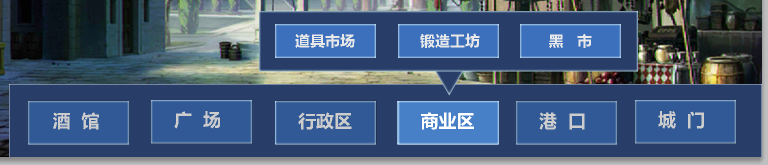 道具市场 锻造工坊 黑 市
酒 馆 广 场 行政区 商业区 港 口 城 门